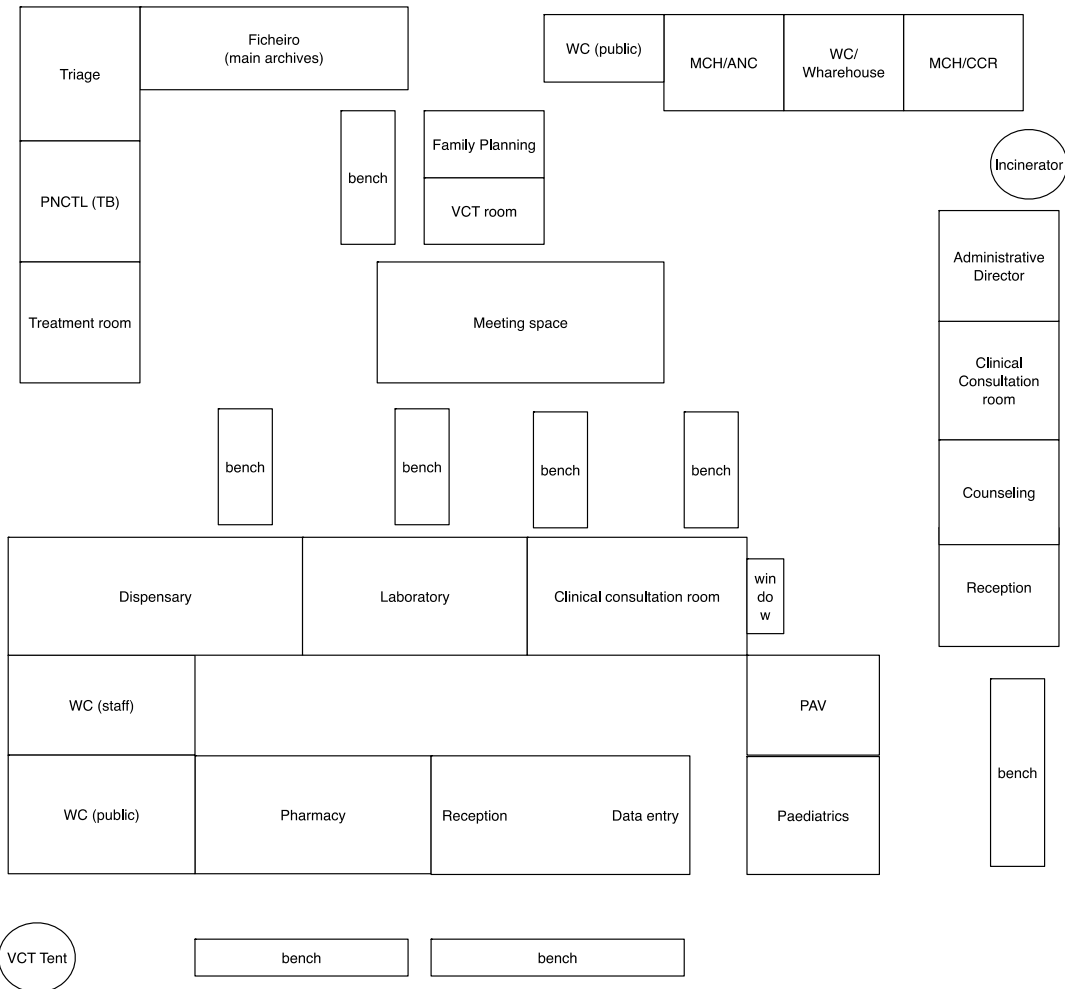 Ficheiro
(main archives)
Triage
WC (public)
MCH/ANC
WC/
Wharehouse
MCH/CCR
Family Planning
bench
Incinerator
PNCTL (TB)
VCT room
Administrative
Director
Treatment room
Meeting space
Clinical
Consultation
room
bench
bench
bench
bench
Counseling
Dispensary
Laboratory
Clinical consultation room
win
do
w
Reception
WC (staff)
PAV
bench
WC (public)
Pharmacy
Reception
Data entry
Paediatrics
VCT Tent
bench
bench